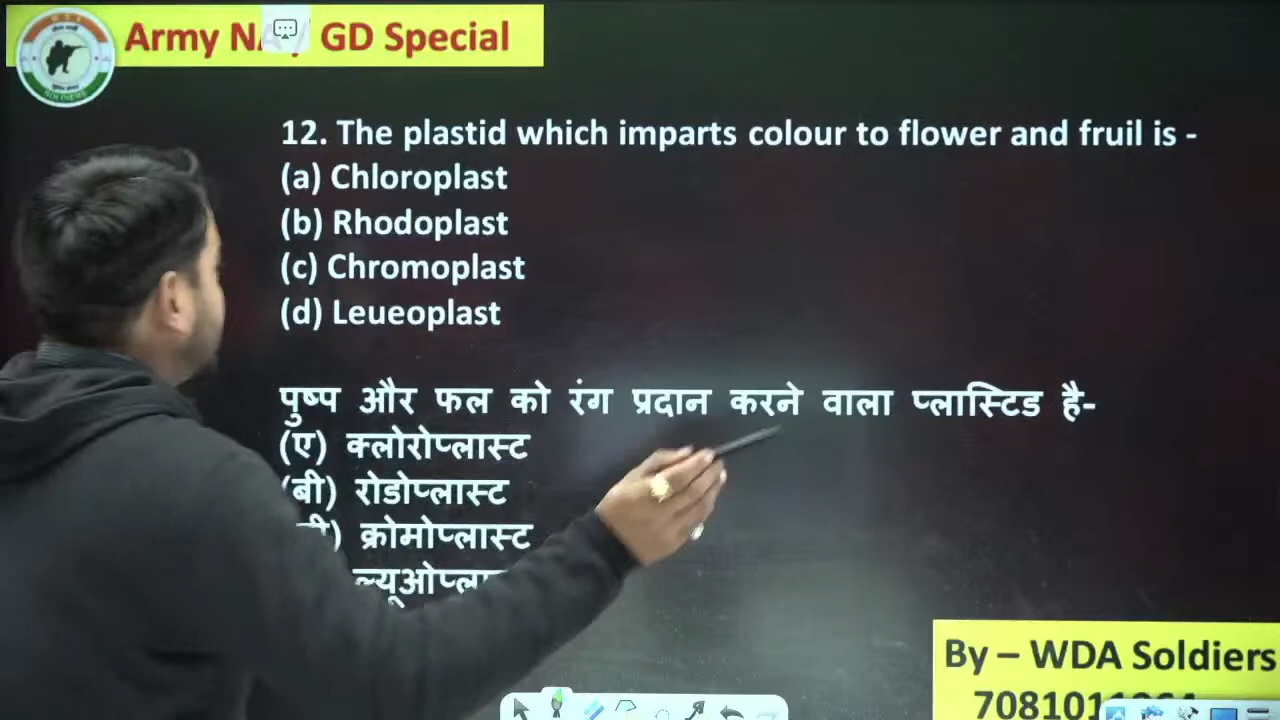 Army GD Special
12. The plastid which imparts colour to flower and fruil is -
(a) Chloroplast
(b) Rhodoplast
(c) Chromoplast
(d) Leueoplast
पुष्प और फल को रंग प्रदान करने वाला प्लास्टिड है-
(ए) क्लोरोप्लास्ट
(बी) रोडोप्लास्ट
क्रोमोप्लास्ट
By – WDA Soldiers